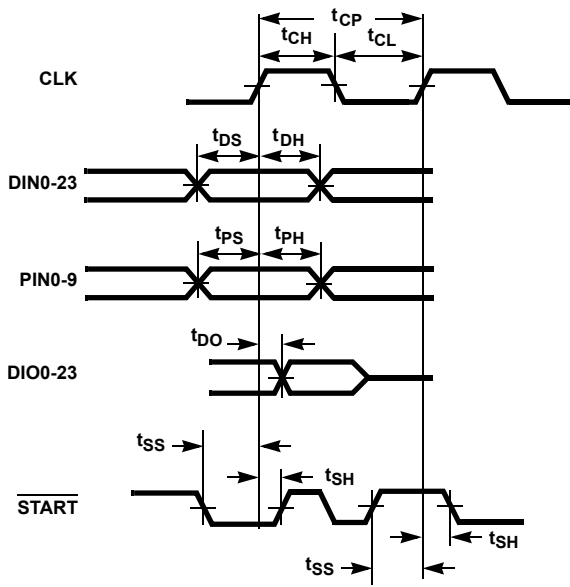 tCP
tCH
tCL
CLK
tDS
tDH
DIN0-23
tPS
tPH
PIN0-9
tDO
DIO0-23
tSS
tSH
START
tSH
tSS